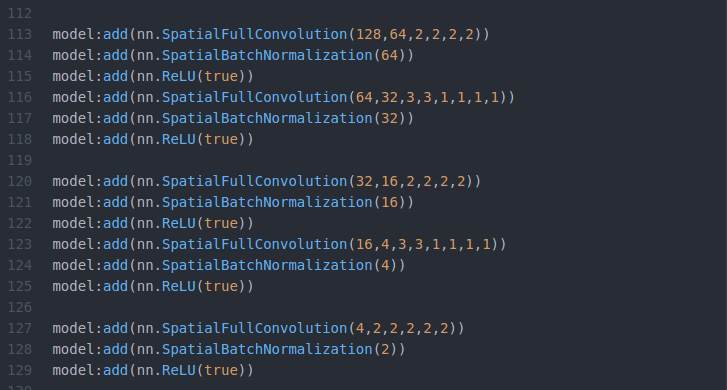 112
113 model:add(nn.SpatialFullConvolution(128,64,2,2,2,2))
114 model:add(nn.SpatialBatchNormalization(64))
115 model:add(nn.ReLU(true))
116 model:add(nn.SpatialFullConvolution(64,32,3,3,1,1,1,1))
117 model:add(nn.SpatialBatchNormalization(32))
118 model:add(nn.ReLU(true))
119
120 model:add(nn.SpatialFullConvolution(32,16,2,2,2,2))
121 model:add(nn.SpatialBatchNormalization(16))
122 model:add(nn.ReLU(true))
123 model:add(nn.SpatialFullConvolution(16,4,3,3,1,1,1,1))
124 model:add(nn.SpatialBatchNormalization(4))
125 model:add(nn.ReLU(true))
126
127 model:add(nn.SpatialFullConvolution(4,2,2,2,2,2))
128 model:add(nn.SpatialBatchNormalization(2))
129 model:add(nn.ReLU(true))